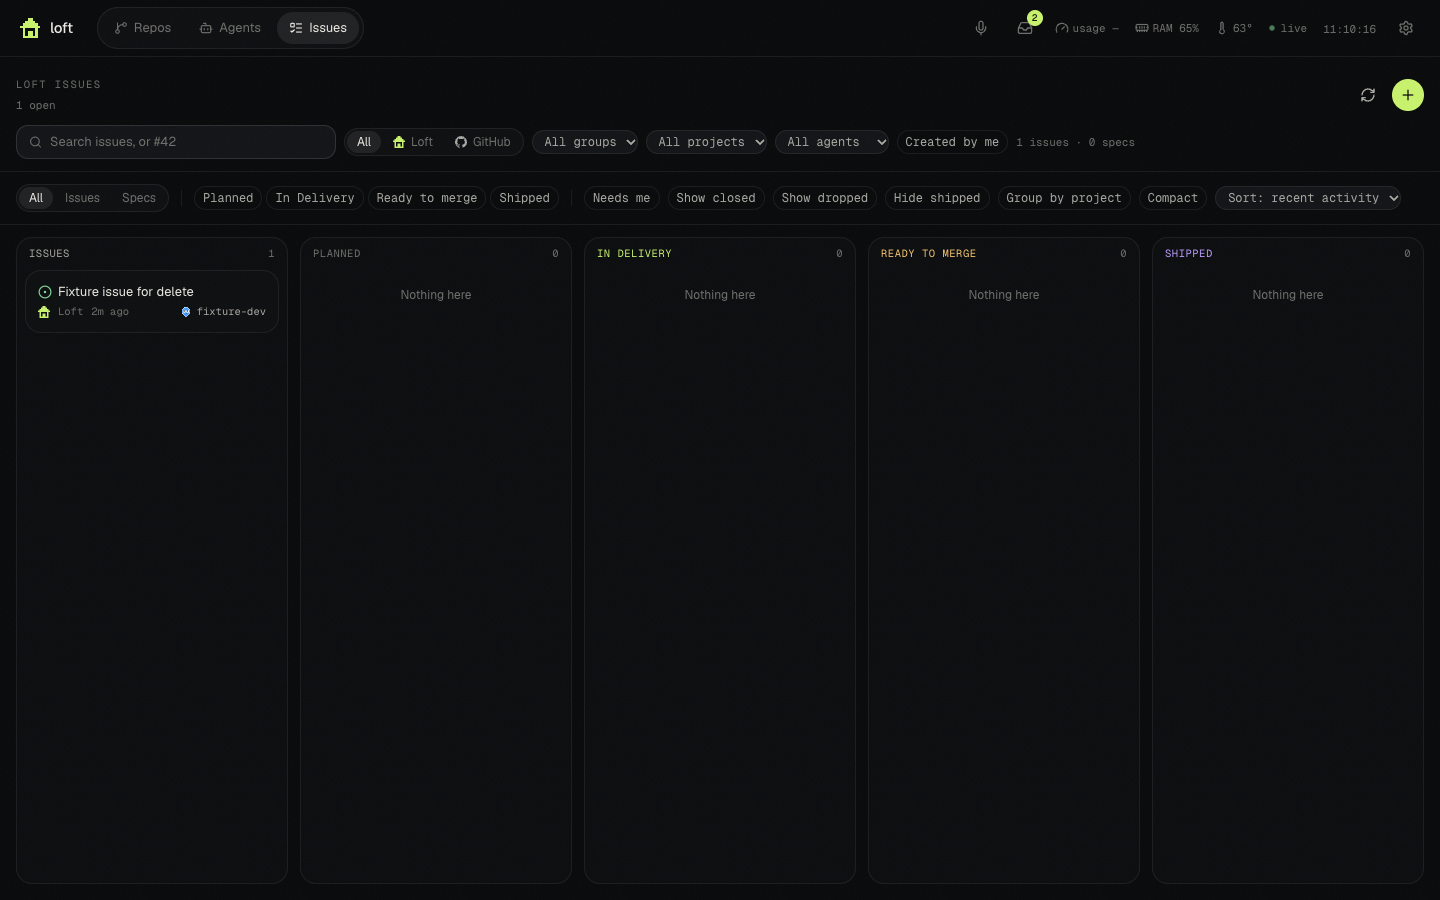 loft Repos Agents Issues 2 usage — RAM 65% 63° live 11:10:16
LOFT ISSUES
1 open
Search issues, or #42 All Loft GitHub All groups All projects All agents Created by me 1 issues · 0 specs
All Issues Specs Planned In Delivery Ready to merge Shipped Needs me Show closed Show dropped Hide shipped Group by project Compact Sort: recent activity
ISSUES 1 PLANNED 0 IN DELIVERY 0 READY TO MERGE 0 SHIPPED 0
Fixture issue for delete Nothing here Nothing here Nothing here Nothing here
Loft 2m ago fixture-dev